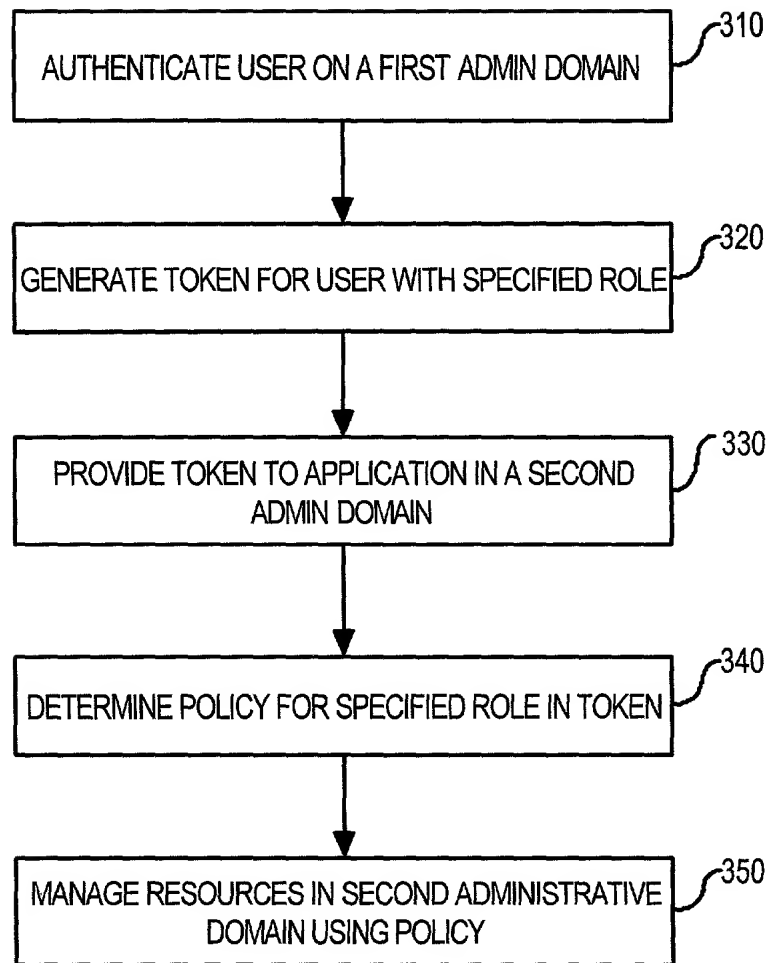 310
AUTHENTICATE USER ON A FIRST ADMIN DOMAIN
320
GENERATE TOKEN FOR USER WITH SPECIFIED ROLE
330
PROVIDE TOKEN TO APPLICATION IN A SECOND
ADMIN DOMAIN
340
DETERMINE POLICY FOR SPECIFIED ROLE IN TOKEN
350
MANAGE RESOURCES IN SECOND ADMINISTRATIVE
DOMAIN USING POLICY